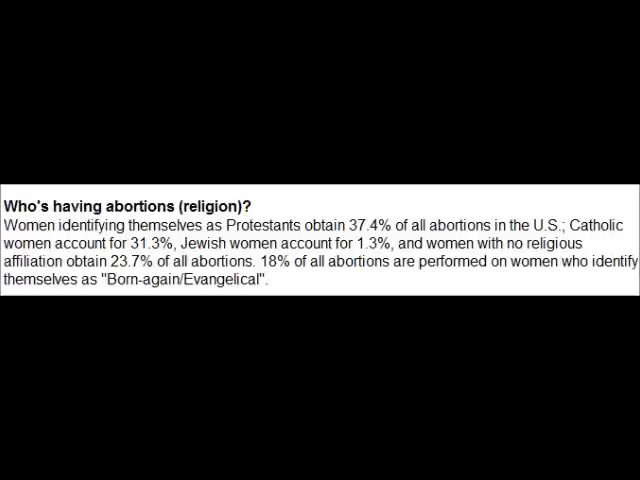 Who's having abortions (religion)?
Women identifying themselves as Protestants obtain 37.4% of all abortions in the U.S.; Catholic
women account for 31.3%, Jewish women account for 1.3%, and women with no religious
affiliation obtain 23.7% of all abortions. 18% of all abortions are performed on women who identify
themselves as "Born-again/Evangelical".